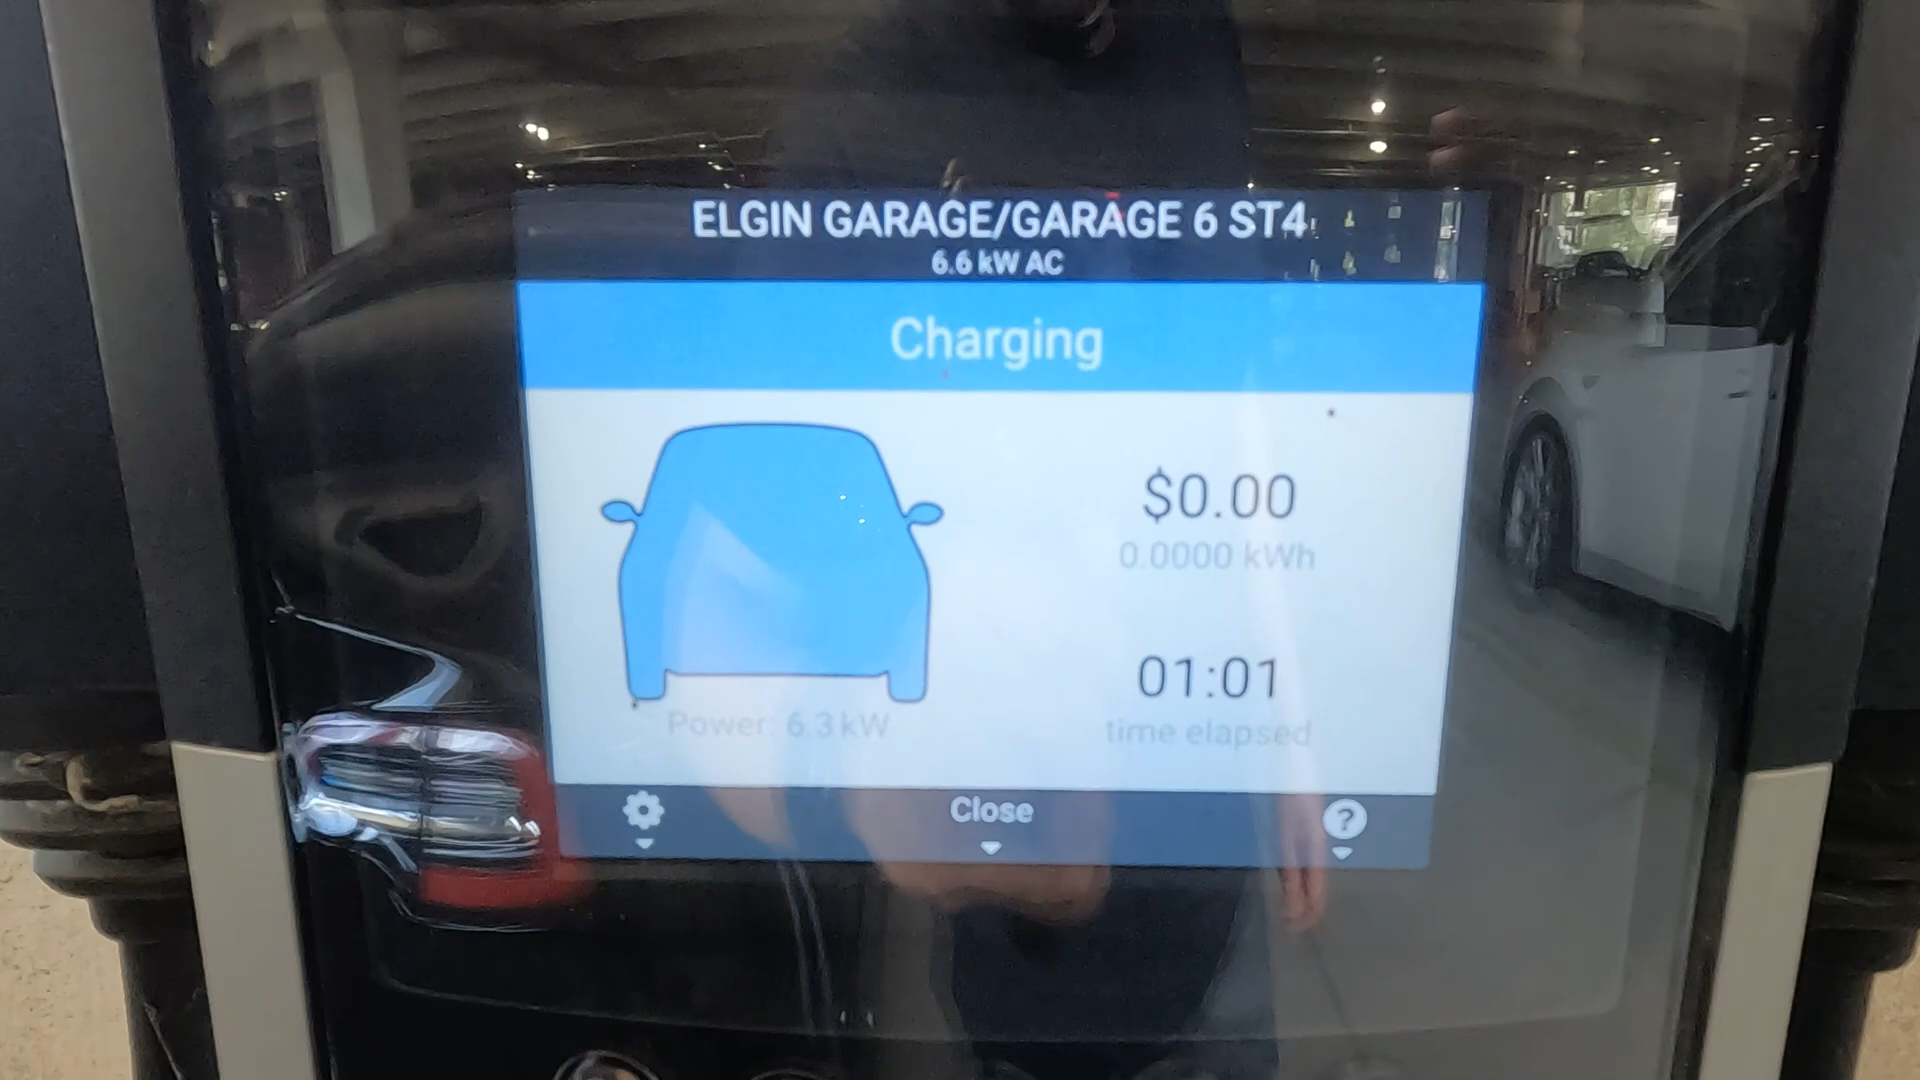 ELGIN GARAGE/GARAGE 6 ST4
6.6 kW AC
Charging
$0.00
0.0000 kWh
01:01
time elapsed
Power: 6.3 kW
Close
?